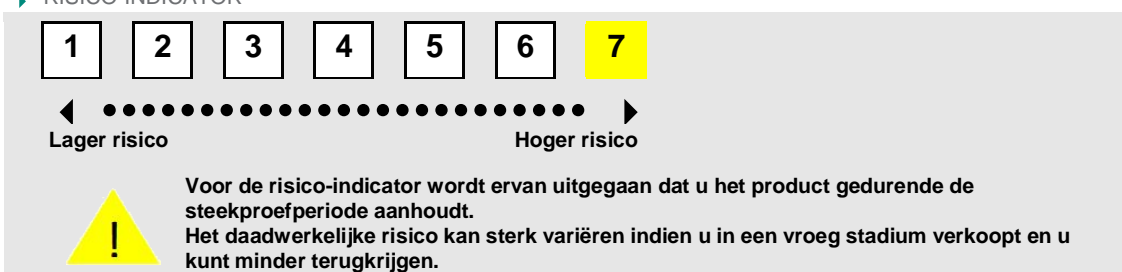 RISICO-INDICATOR
1 2 3 4 5 6 7
Lager risico Hoger risico
Voor de risico-indicator wordt ervan uitgegaan dat u het product gedurende de
steekproefperiode aanhoudt.
Het daadwerkelijke risico kan sterk variëren indien u in een vroeg stadium verkoopt en u
kunt minder terugkrijgen.
!